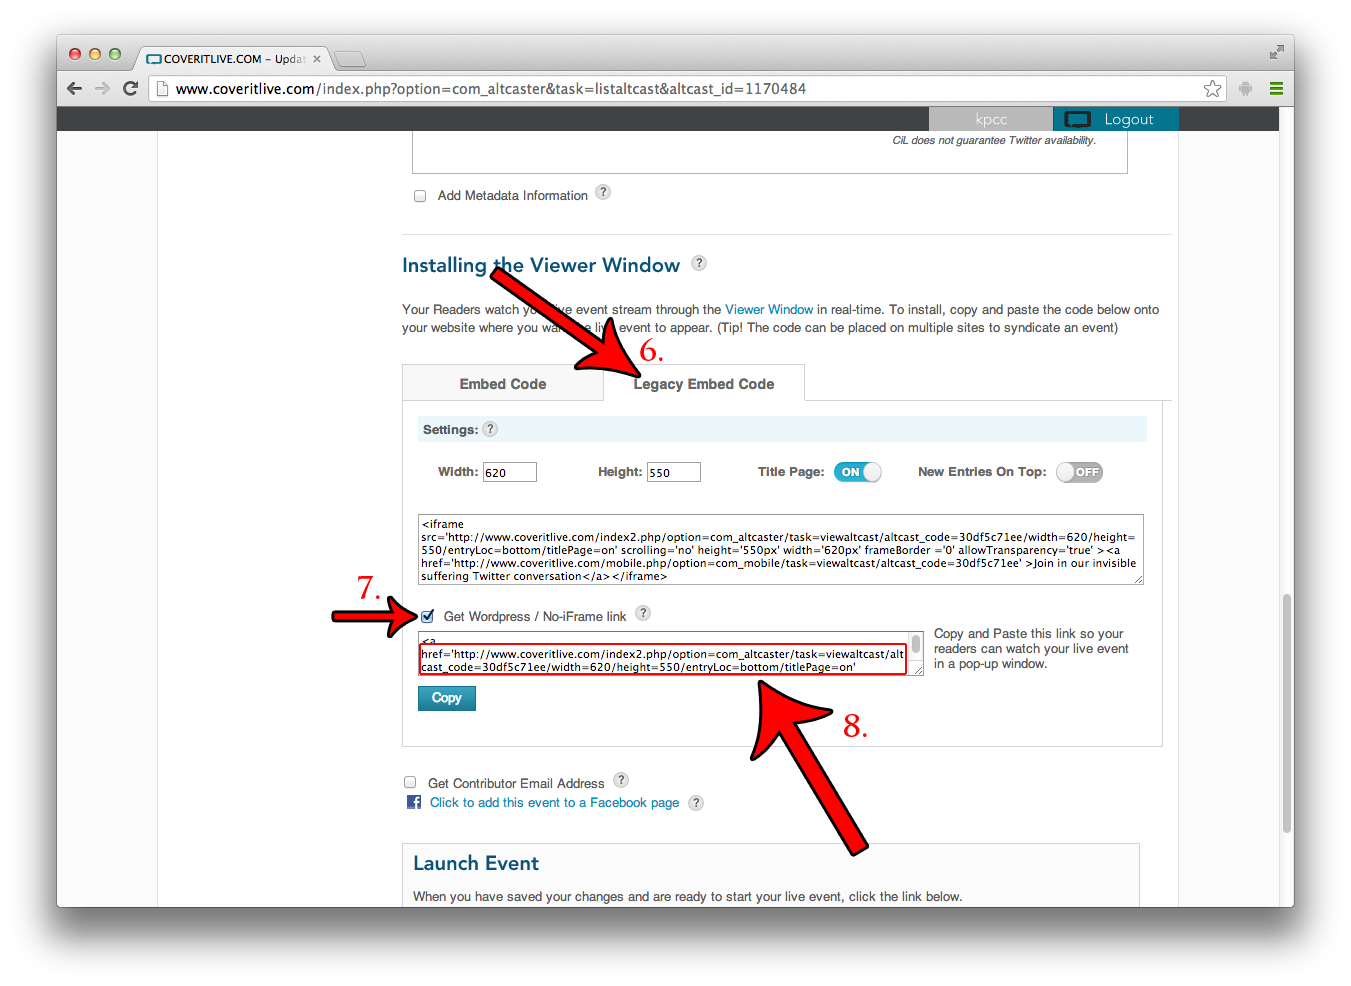 COVERITLIVE.COM – Upda
www.coveritlive.com/index.php?option=com_altcaster&task=listaltcast&altcast_id=1170484
kpcc
Logout
CiL does not guarantee Twitter availability.
Add Metadata Information ?
Installing the Viewer Window ?
Your Readers watch your live event stream through the Viewer Window in real-time. To install, copy and paste the code below onto
your website where you want the live event to appear. (Tip! The code can be placed on multiple sites to syndicate an event)
6.
Embed Code
Legacy Embed Code
Settings: ?
Width: 620
Height: 550
Title Page: ON
New Entries On Top: OFF
<iframe
src='http://www.coveritlive.com/index2.php/option=com_altcaster/task=viewaltcast/altcast_code=30df5c71ee/width=620/height=
550/entryLoc=bottom/titlePage=on' scrolling='no' height='550px' width='620px' frameBorder ='0' allowTransparency='true' ><a
href='http://www.coveritlive.com/mobile.php/option=com_mobile/task=viewaltcast/altcast_code=30df5c71ee' >Join in our invisible
suffering Twitter conversation</a></iframe>
7.
Get Wordpress / No-iFrame link ?
<a
href='http://www.coveritlive.com/index2.php/option=com_altcaster/task=viewaltcast/alt
cast_code=30df5c71ee/width=620/height=550/entryLoc=bottom/titlePage=on'
Copy and Paste this link so your
readers can watch your live event
in a pop-up window.
Copy
8.
Get Contributor Email Address ?
f Click to add this event to a Facebook page ?
Launch Event
When you have saved your changes and are ready to start your live event, click the link below.